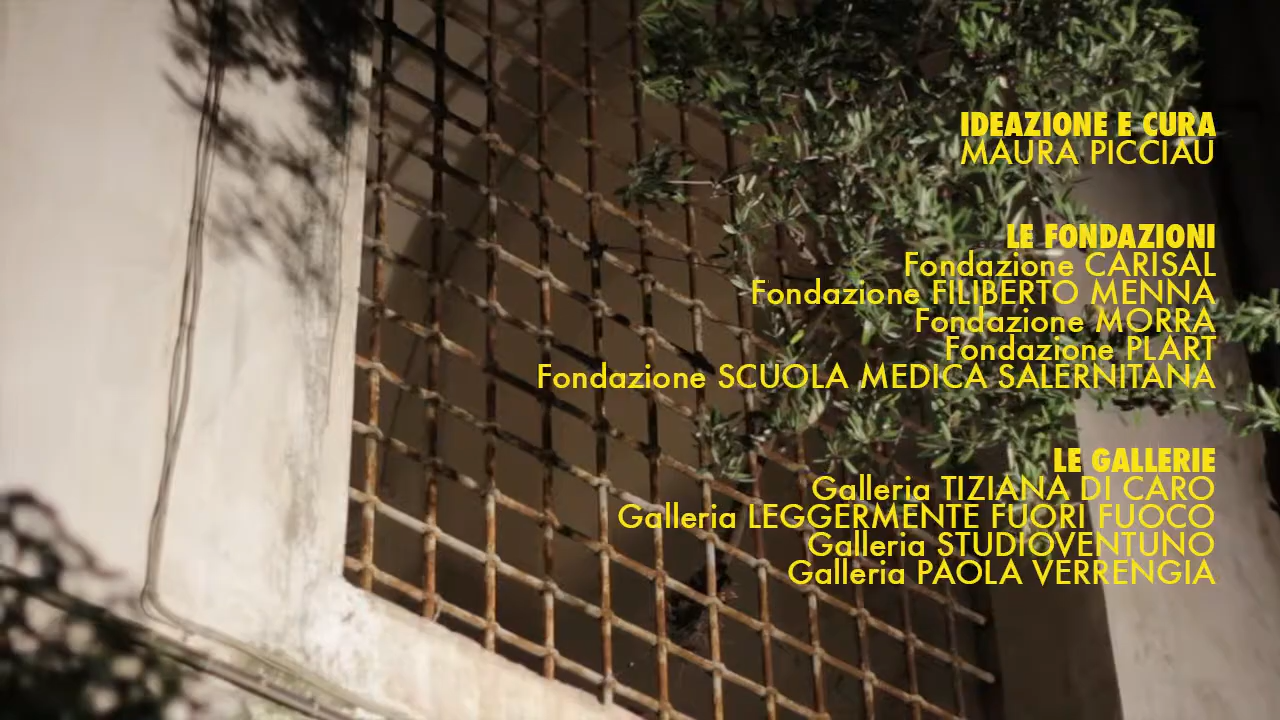 IDEAZIONE E CURA
MAURA PICCIAU
LE FONDAZIONI
Fondazione CARISAL
Fondazione FILIBERTO MENNA
Fondazione MORRA
Fondazione PLART
Fondazione SCUOLA MEDICA SALERNITANA
LE GALLERIE
Galleria TIZIANA DI CARO
Galleria LEGGERMENTE FUORI FUOCO
Galleria STUDIOVENTUNO
Galleria PAOLA VERRENGIA